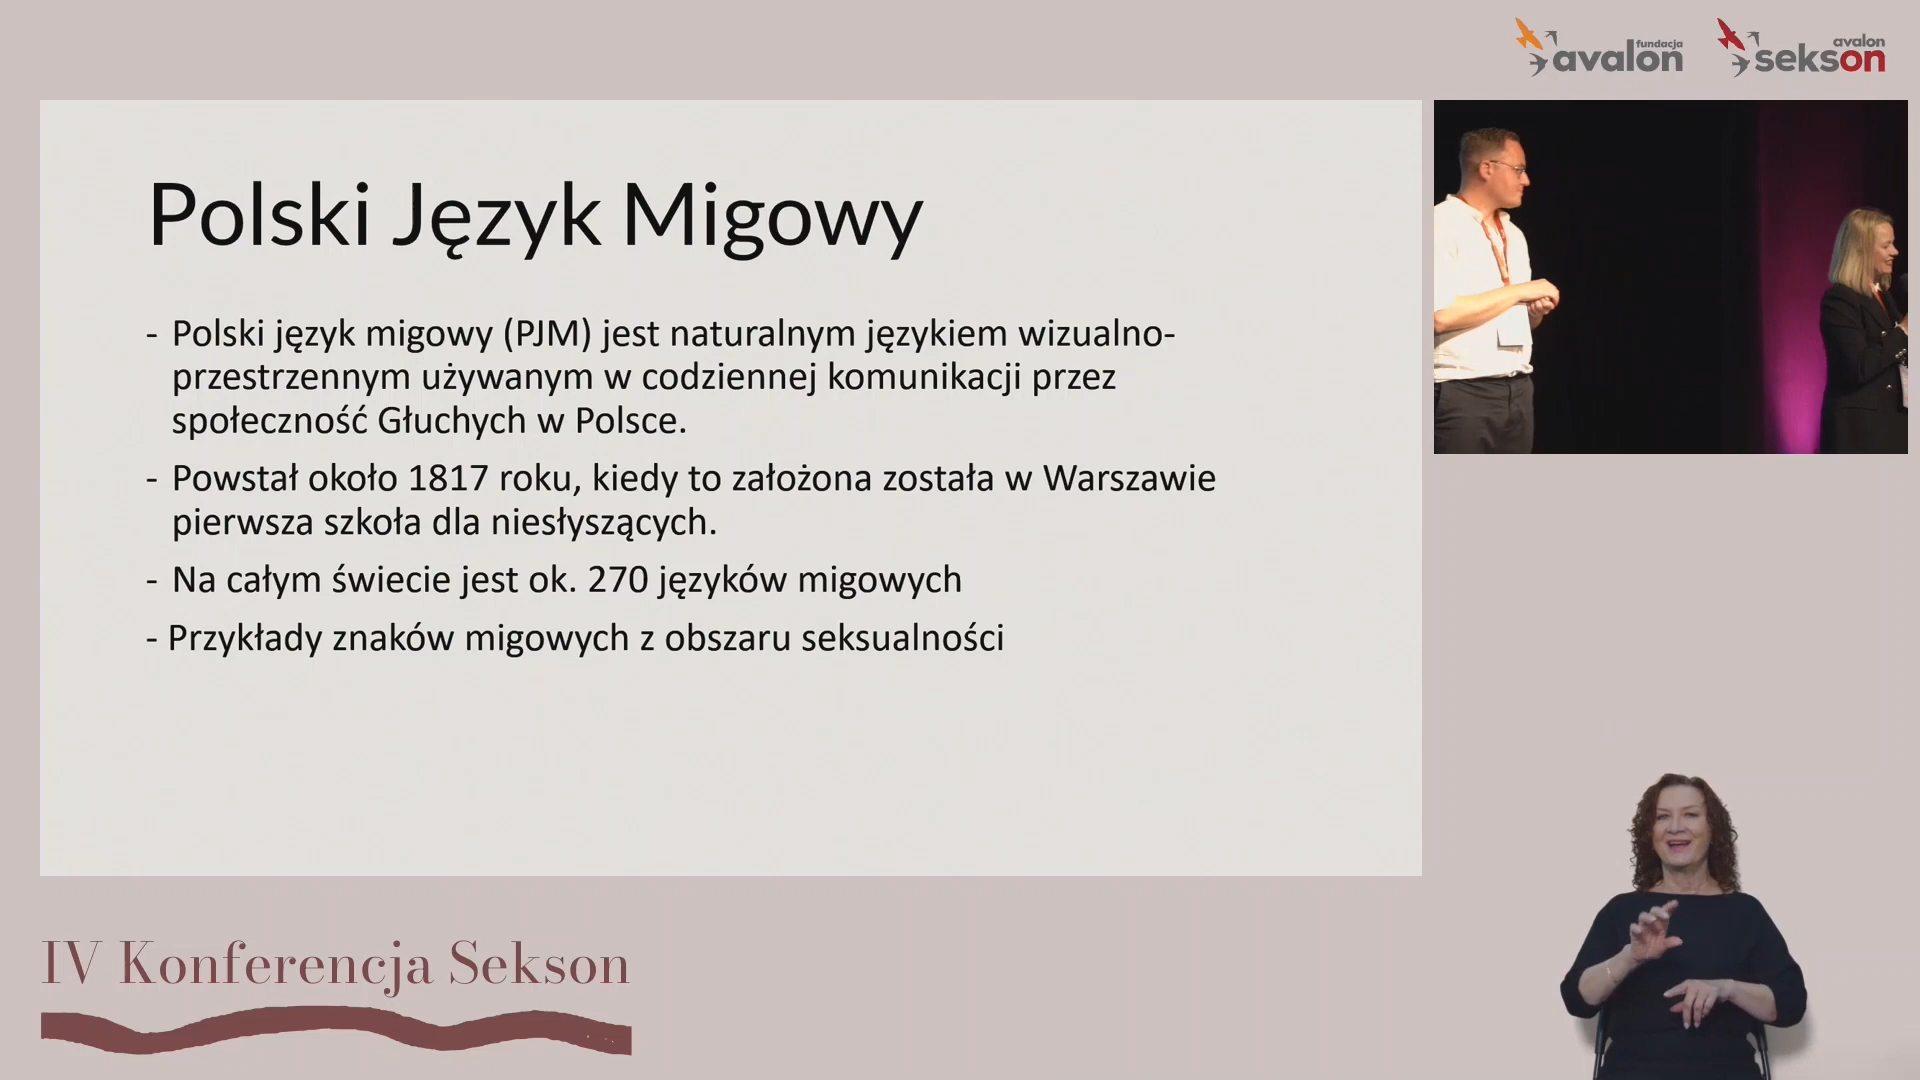 fundacja
avalon
avalon
sekson
Polski Język Migowy
- Polski język migowy (PJM) jest naturalnym językiem wizualno-
przestrzennym używanym w codziennej komunikacji przez
społeczność Głuchych w Polsce.
- Powstał około 1817 roku, kiedy to założona została w Warszawie
pierwsza szkoła dla niesłyszących.
- Na całym świecie jest ok. 270 języków migowych
- Przykłady znaków migowych z obszaru seksualności
IV Konferencja Sekson